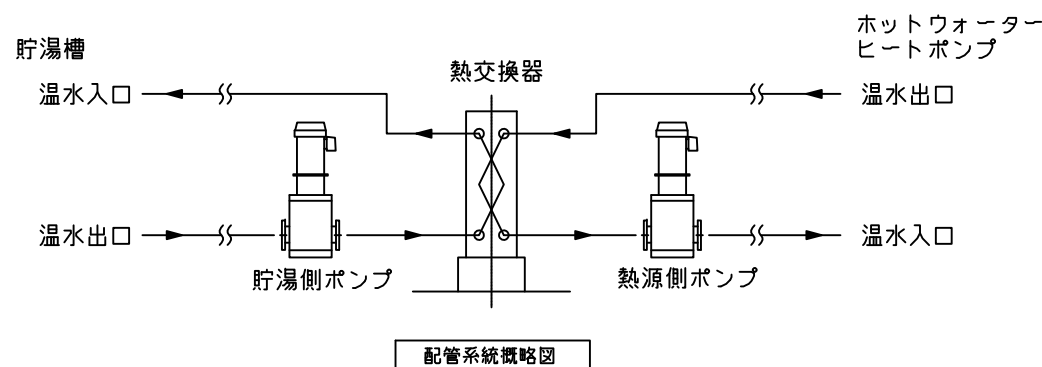 ホットウォーター
ヒートポンプ
貯湯槽
熱交換器
温水入口
温水出口
温水出口
温水入口
貯湯側ポンプ
熱源側ポンプ
配管系統概略図